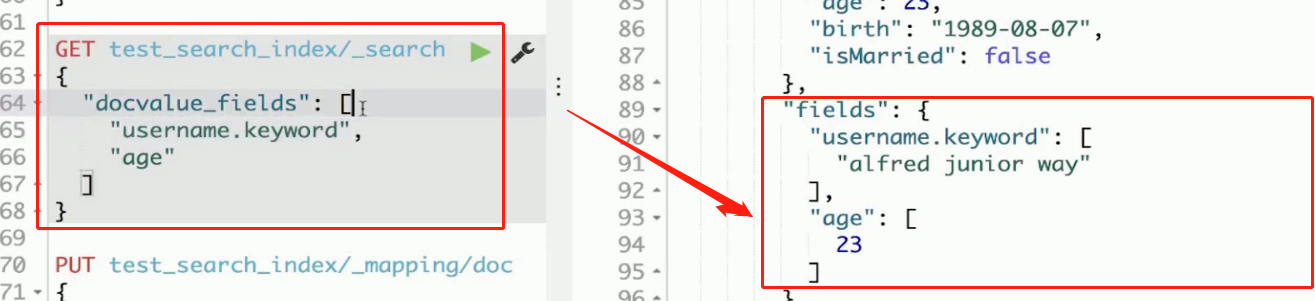 61 }
62 GET test_search_index/_search
63 {
64 "docvalue_fields": [
65 "username.keyword",
66 "age"
67 ]
68 }
69
70 PUT test_search_index/_mapping/doc
71 {
85 "age": 23,
86 "birth": "1989-08-07",
87 "isMarried": false
88 },
89 "fields": {
90 "username.keyword": [
91 "alfred junior way"
92 ],
93 "age": [
94 23
95 ]
96 }